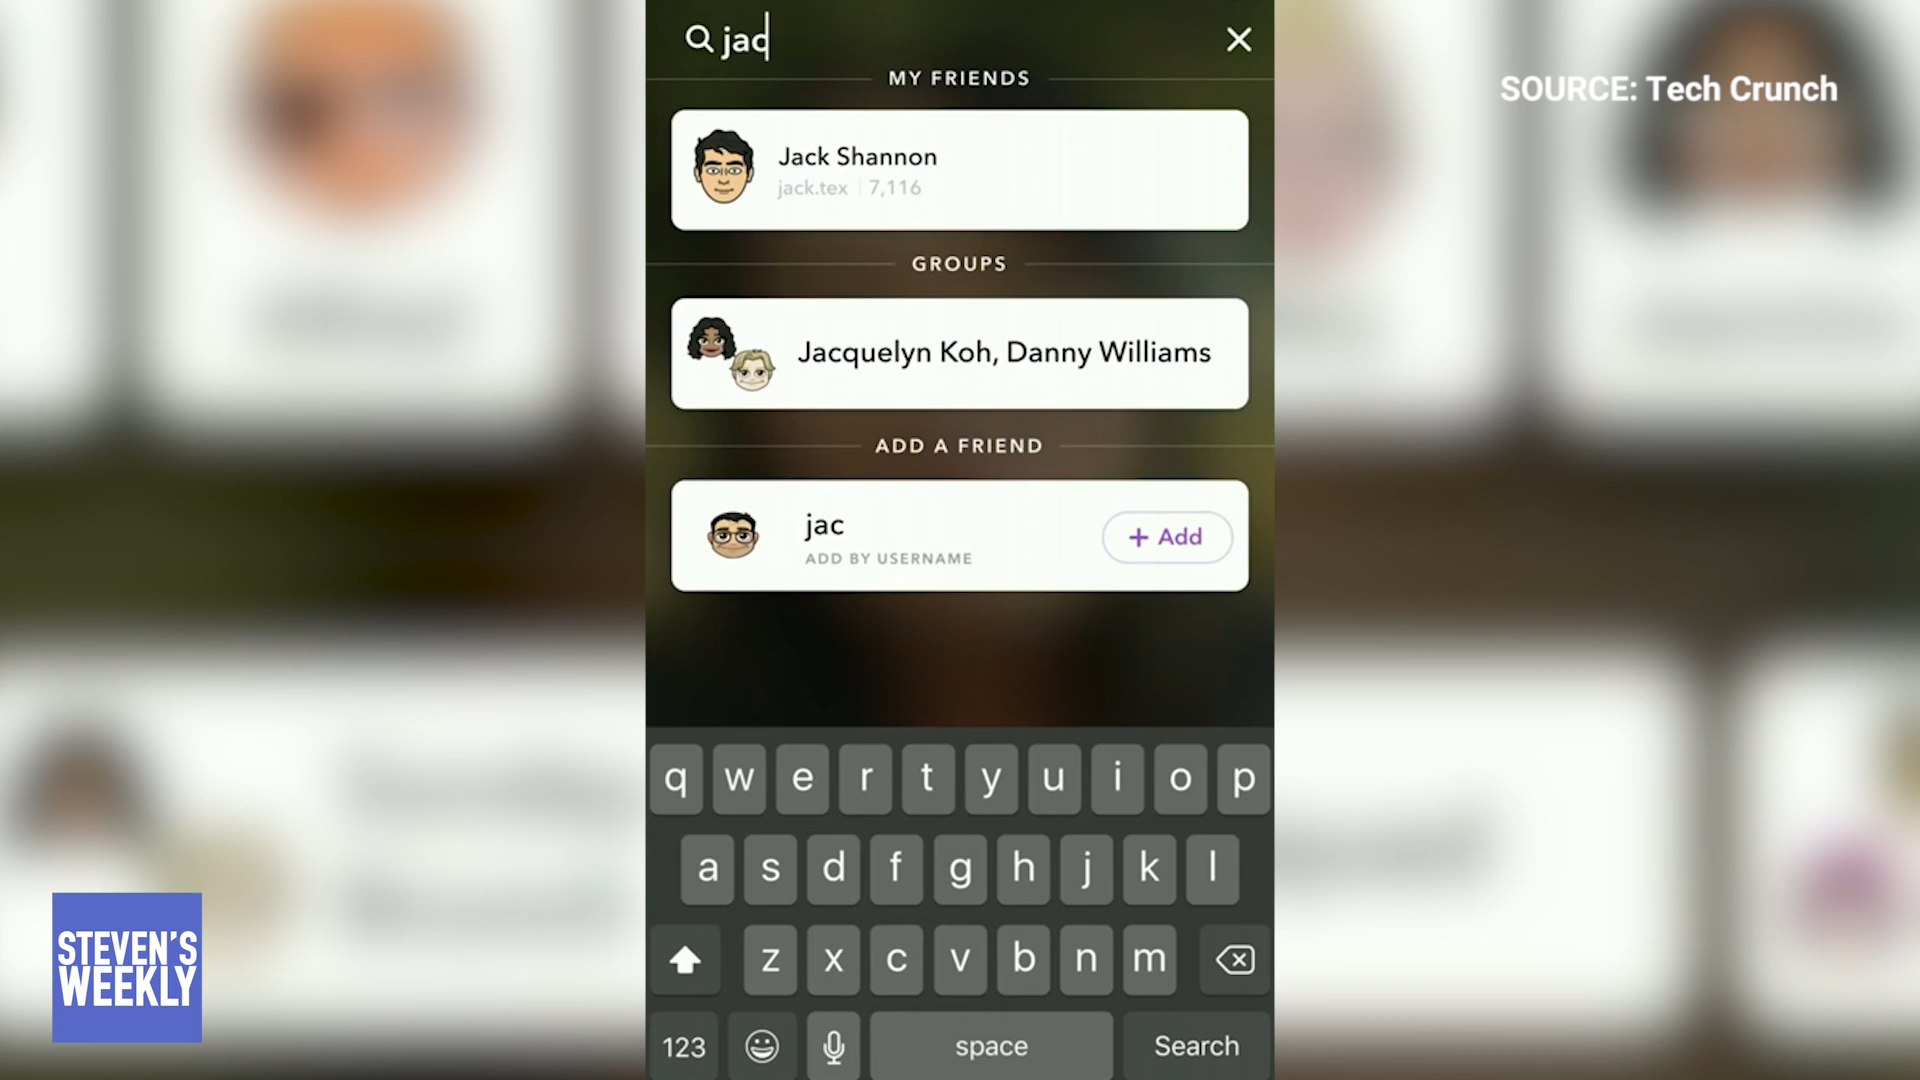 jac
MY FRIENDS
SOURCE: Tech Crunch
Jack Shannon
jack.tex | 7,116
GROUPS
Jacquelyn Koh, Danny Williams
ADD A FRIEND
jac
+ Add
ADD BY USERNAME
q w e r t y u i o p
a s d f g h j k l
z x c v b n m
123 space Search
STEVEN'S
WEEKLY